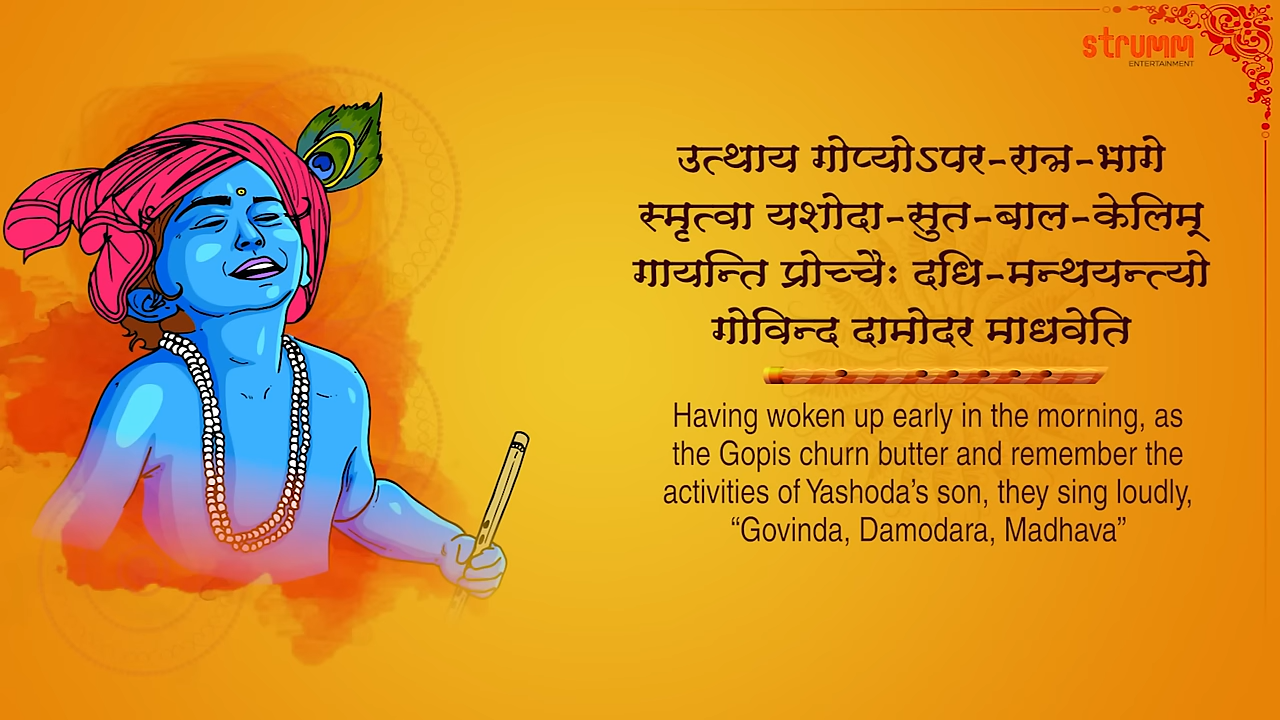 strumm
ENTERTAINMENT
उत्थाय गोप्योऽपर-रात्र-भागे
स्मृत्वा यशोदा-सुत-बाल-केलिम्
गायन्ति प्रोच्चैः दधि-मन्थयन्त्यो
गोविन्द दामोदर माधवेति
Having woken up early in the morning, as
the Gopis churn butter and remember the
activities of Yashoda’s son, they sing loudly,
“Govinda, Damodara, Madhava”